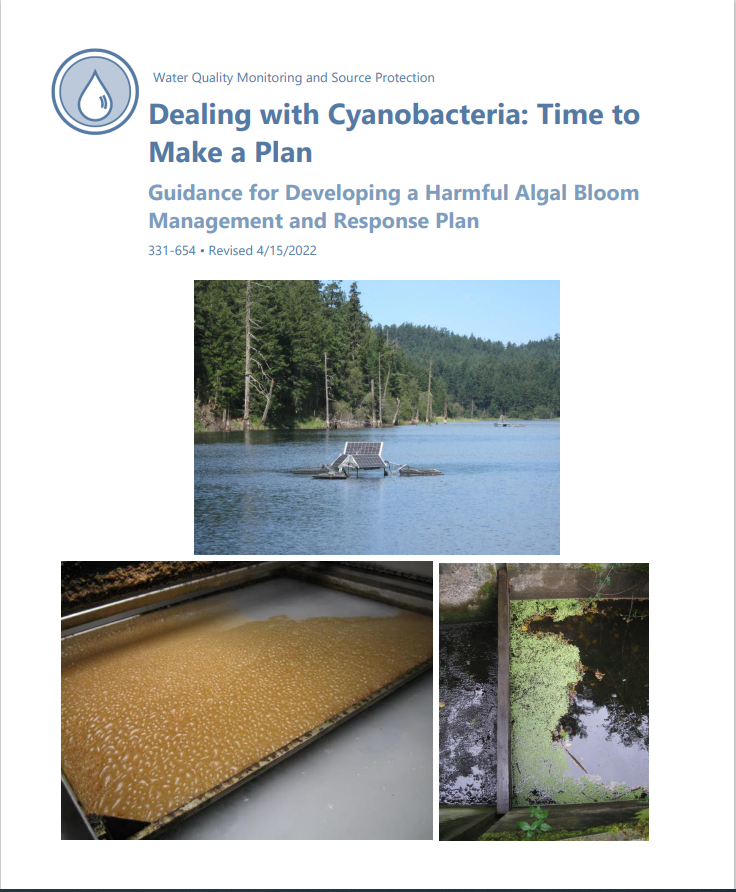 Water Quality Monitoring and Source Protection
Dealing with Cyanobacteria: Time to
Make a Plan
Guidance for Developing a Harmful Algal Bloom
Management and Response Plan
331-654 • Revised 4/15/2022